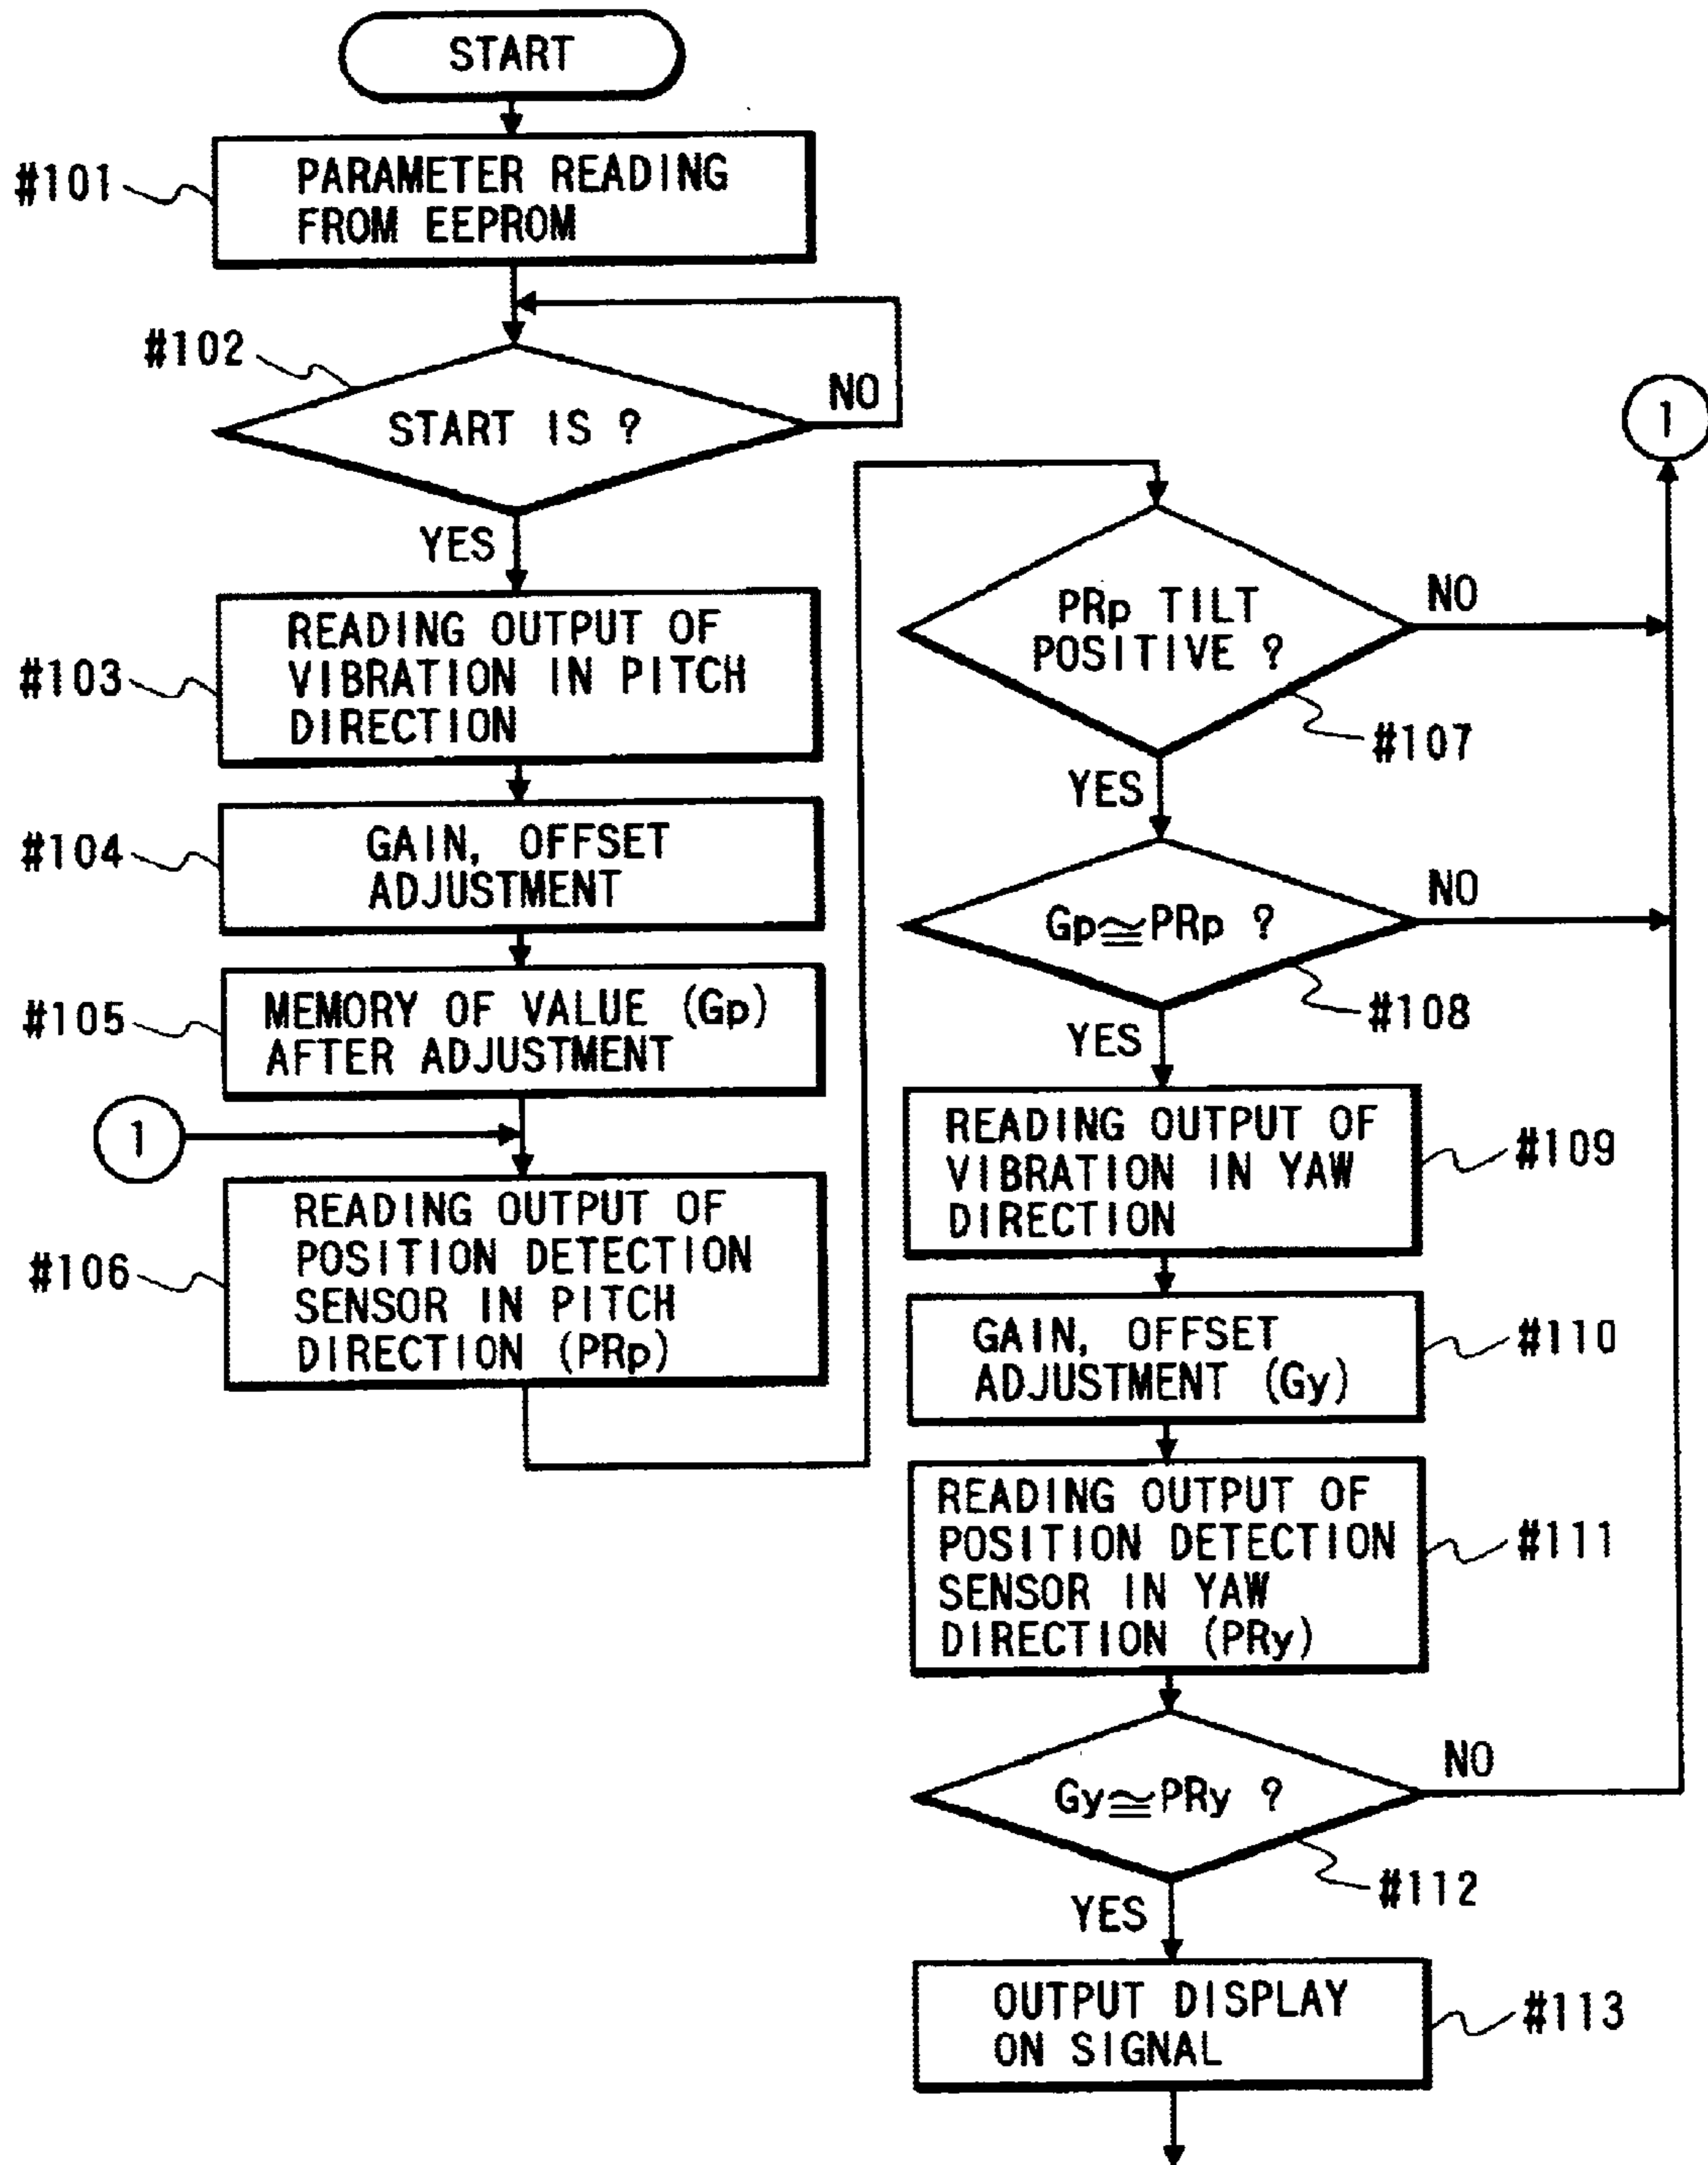 START
#101
PARAMETER READING
FROM EEPROM
#102
START IS ?
NO
YES
#103
READING OUTPUT OF
VIBRATION IN PITCH
DIRECTION
#104
GAIN, OFFSET
ADJUSTMENT
#105
MEMORY OF VALUE (Gp)
AFTER ADJUSTMENT
1
#106
READING OUTPUT OF
POSITION DETECTION
SENSOR IN PITCH
DIRECTION (PRp)
1
PRp TILT
POSITIVE ?
NO
#107
YES
Gp≅PRp ?
NO
#108
YES
READING OUTPUT OF
VIBRATION IN YAW
DIRECTION
#109
GAIN, OFFSET
ADJUSTMENT (Gy)
#110
READING OUTPUT OF
POSITION DETECTION
SENSOR IN YAW
DIRECTION (PRy)
#111
Gy≅PRy ?
NO
#112
YES
OUTPUT DISPLAY
ON SIGNAL
#113